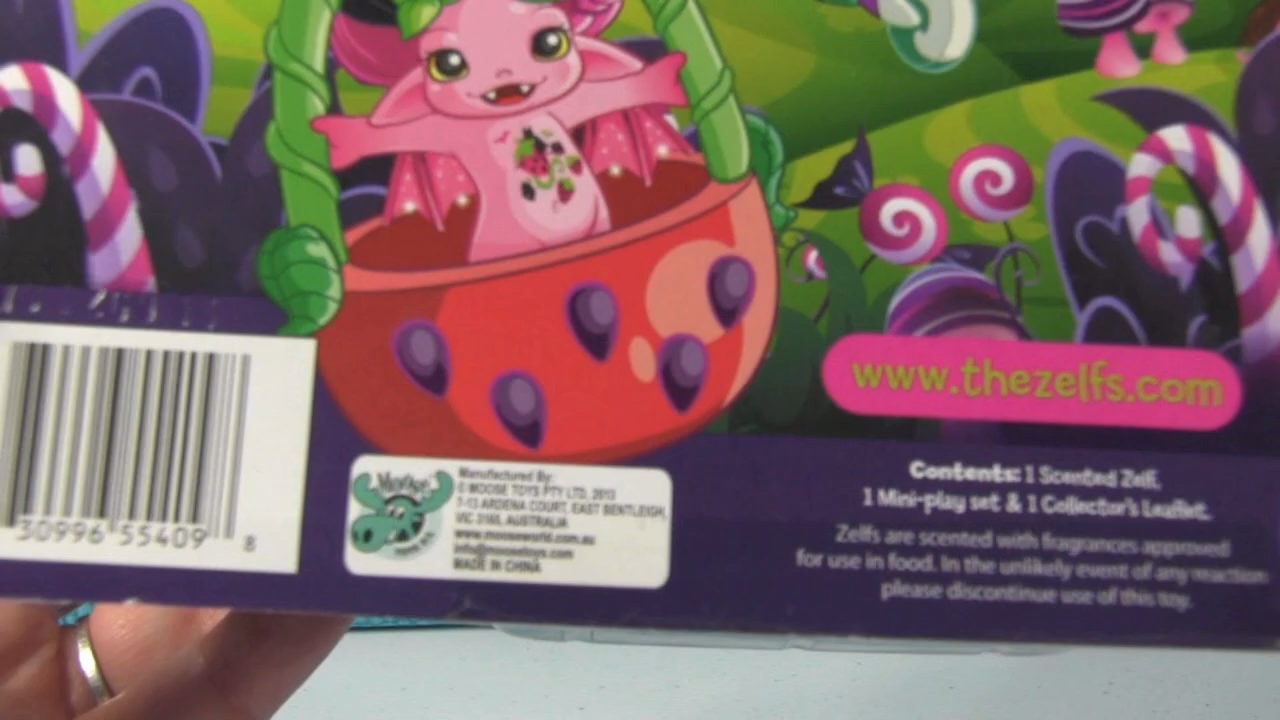 www.thezelfs.com
Contents: 1 Scented Zelf.
1 Mini-play set & 1 Collector's Leaflet.
Zelfs are scented with fragrances approved
for use in food. In the unlikely event of any reaction
please discontinue use of this toy.
Moose
Manufactured By:
© MOOSE TOYS PTY LTD, 2013
7-13 ARDENA COURT, EAST BENTLEIGH,
VIC 3165, AUSTRALIA
www.mooseworld.com.au
info@moosetoys.com
MADE IN CHINA
30996 55409 8